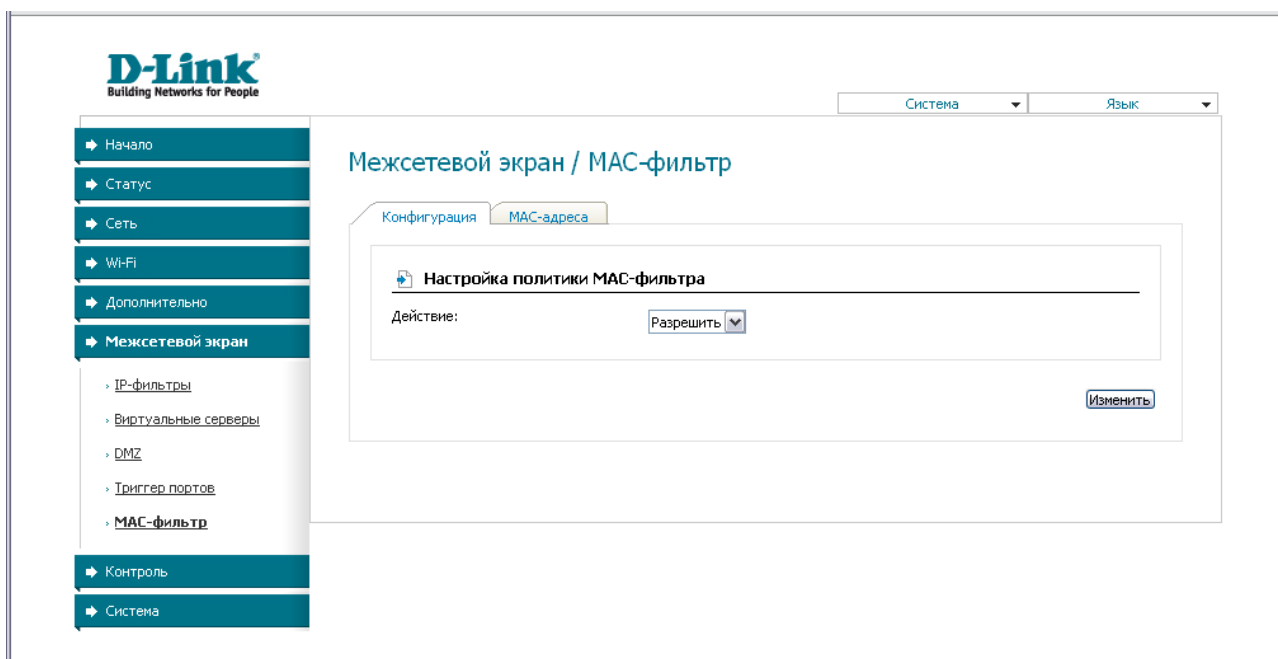 D-Link
Building Networks for People
Система
Язык
Начало
Статус
Сеть
Wi-Fi
Дополнительно
Межсетевой экран
IP-фильтры
Виртуальные серверы
DMZ
Триггер портов
MAC-фильтр
Контроль
Система
Межсетевой экран / MAC-фильтр
Конфигурация
MAC-адреса
Настройка политики MAC-фильтра
Действие:
Разрешить
Изменить